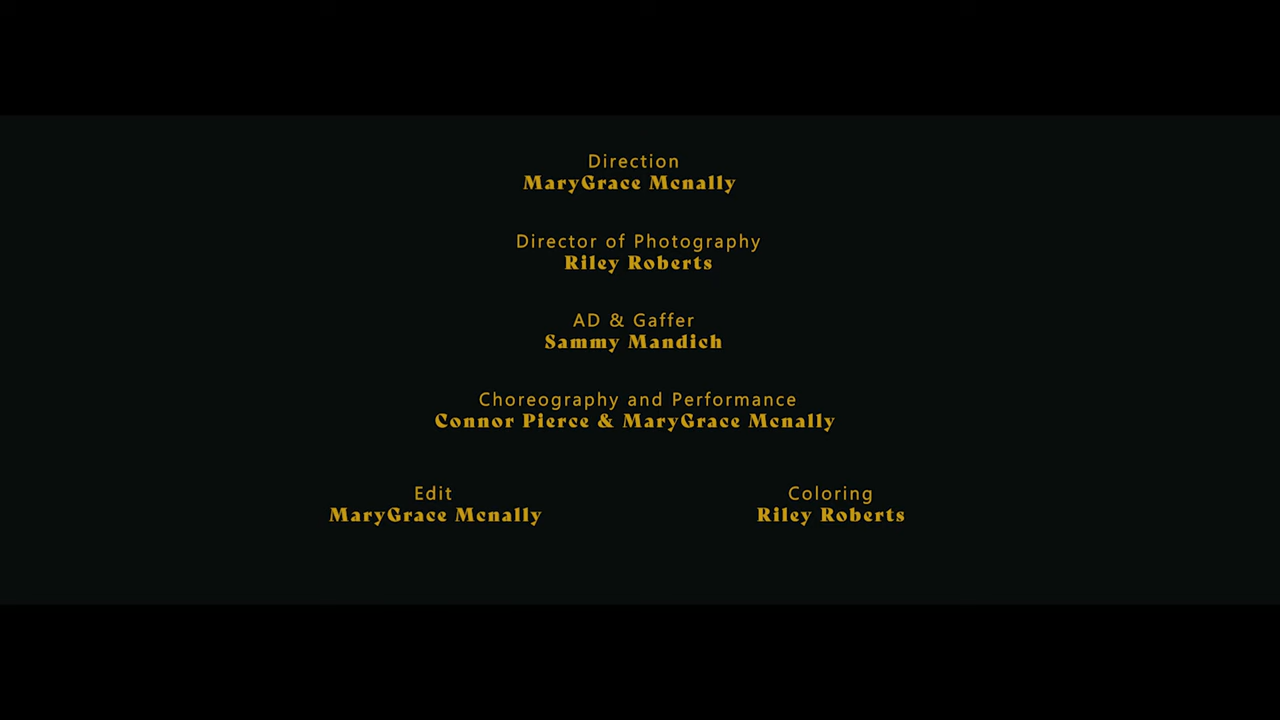 Direction
MaryGrace Mcnally
Director of Photography
Riley Roberts
AD & Gaffer
Sammy Mandich
Choreography and Performance
Connor Pierce & MaryGrace Mcnally
Edit
MaryGrace Mcnally
Coloring
Riley Roberts